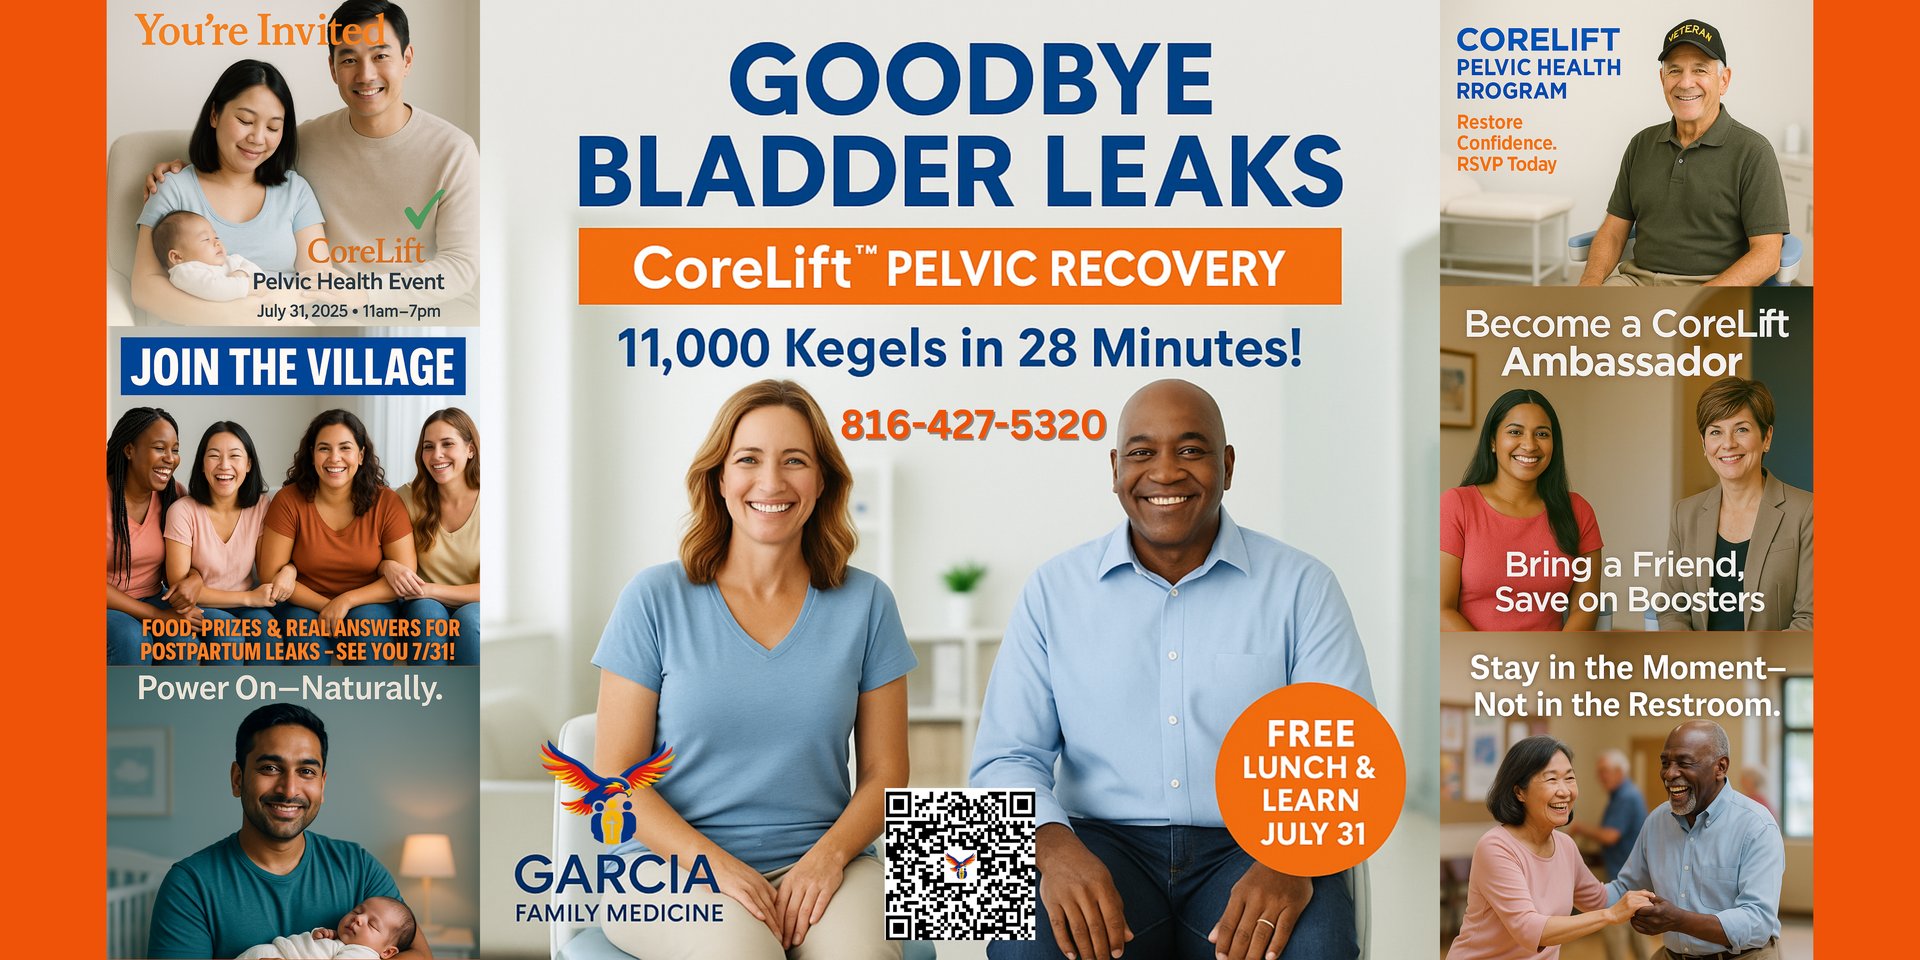 You're Invited
CoreLift
Pelvic Health Event
July 31, 2025 • 11am–7pm
JOIN THE VILLAGE
FOOD, PRIZES & REAL ANSWERS FOR
POSTPARTUM LEAKS – SEE YOU 7/31!
Power On—Naturally.
GOODBYE
BLADDER LEAKS
CoreLift™ PELVIC RECOVERY
11,000 Kegels in 28 Minutes!
816-427-5320
GARCIA
FAMILY MEDICINE
FREE
LUNCH &
LEARN
JULY 31
CORELIFT
PELVIC HEALTH
RROGRAM
Restore
Confidence.
RSVP Today
VETERAN
Become a CoreLift
Ambassador
Bring a Friend,
Save on Boosters
Stay in the Moment—
Not in the Restroom.